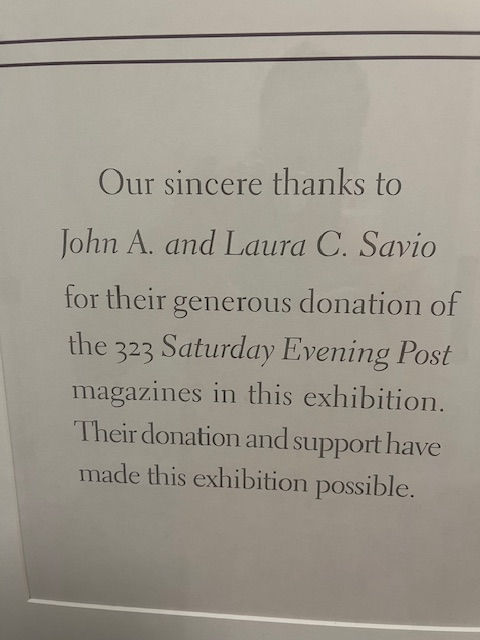 Our sincere thanks to
John A. and Laura C. Savio
for their generous donation of
the 323 Saturday Evening Post
magazines in this exhibition.
Their donation and support have
made this exhibition possible.